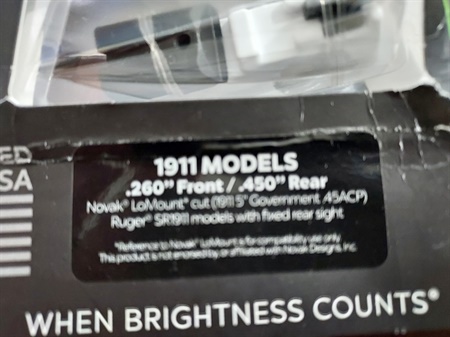 ED
SA
1911 MODELS
.260" Front / .450" Rear
Novak® LoMount® cut (1911 5" Government .45ACP)
Ruger® SR1911 models with fixed rear sight
*Reference to Novak® LoMount is for compatibility use only
This product is not endorsed by or affiliated with Novak Designs, Inc.
WHEN BRIGHTNESS COUNTS®